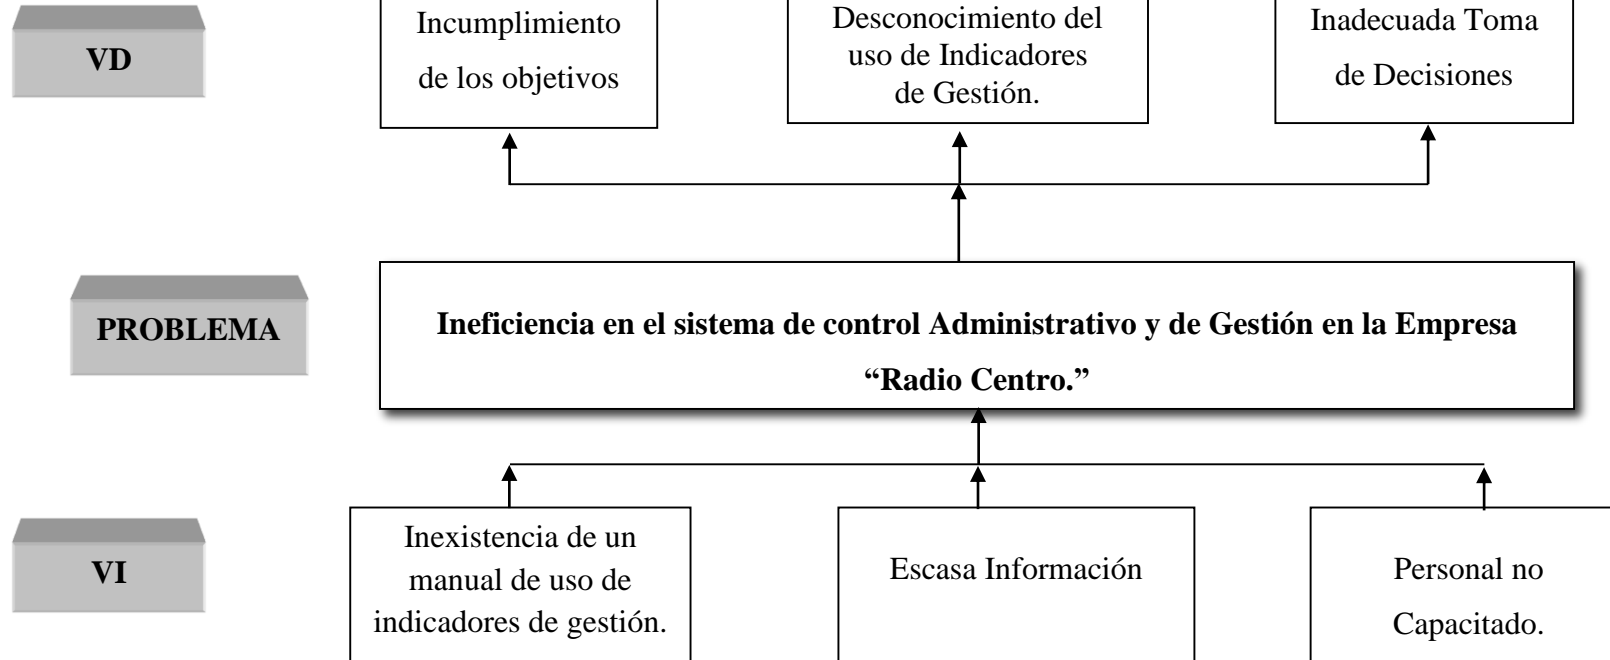 VD
Incumplimiento
de los objetivos
Desconocimiento del
uso de Indicadores
de Gestión.
Inadecuada Toma
de Decisiones
PROBLEMA
Ineficiencia en el sistema de control Administrativo y de Gestión en la Empresa
“Radio Centro.”
VI
Inexistencia de un
manual de uso de
indicadores de gestión.
Escasa Información
Personal no
Capacitado.